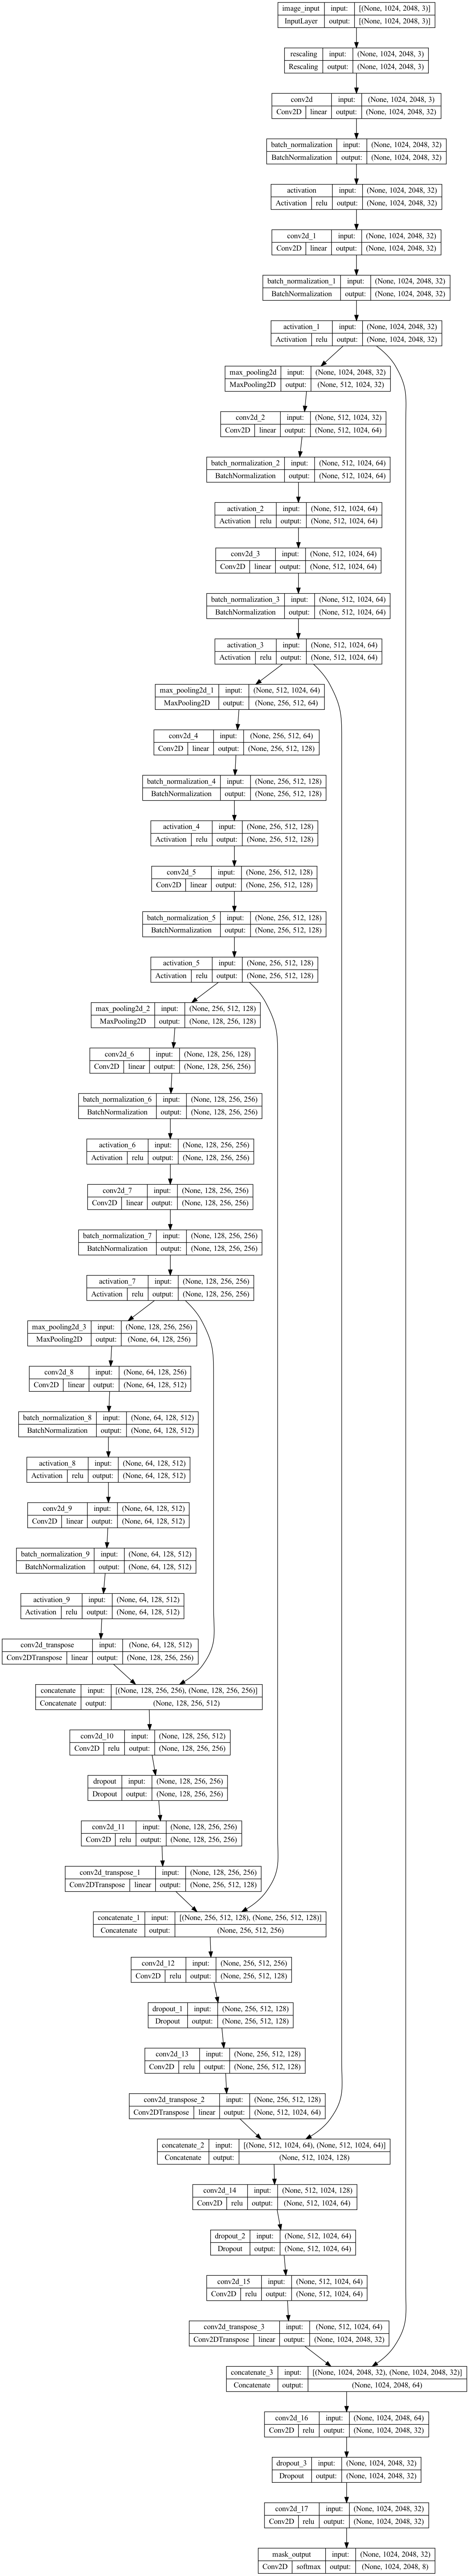 image_input input: [(None, 1024, 2048, 3)]
InputLayer output: [(None, 1024, 2048, 3)]
rescaling input: (None, 1024, 2048, 3)
Rescaling output: (None, 1024, 2048, 3)
conv2d input: (None, 1024, 2048, 3)
Conv2D linear output: (None, 1024, 2048, 32)
batch_normalization input: (None, 1024, 2048, 32)
BatchNormalization output: (None, 1024, 2048, 32)
activation input: (None, 1024, 2048, 32)
Activation relu output: (None, 1024, 2048, 32)
conv2d_1 input: (None, 1024, 2048, 32)
Conv2D linear output: (None, 1024, 2048, 32)
batch_normalization_1 input: (None, 1024, 2048, 32)
BatchNormalization output: (None, 1024, 2048, 32)
activation_1 input: (None, 1024, 2048, 32)
Activation relu output: (None, 1024, 2048, 32)
max_pooling2d input: (None, 1024, 2048, 32)
MaxPooling2D output: (None, 512, 1024, 32)
conv2d_2 input: (None, 512, 1024, 32)
Conv2D linear output: (None, 512, 1024, 64)
batch_normalization_2 input: (None, 512, 1024, 64)
BatchNormalization output: (None, 512, 1024, 64)
activation_2 input: (None, 512, 1024, 64)
Activation relu output: (None, 512, 1024, 64)
conv2d_3 input: (None, 512, 1024, 64)
Conv2D linear output: (None, 512, 1024, 64)
batch_normalization_3 input: (None, 512, 1024, 64)
BatchNormalization output: (None, 512, 1024, 64)
activation_3 input: (None, 512, 1024, 64)
Activation relu output: (None, 512, 1024, 64)
max_pooling2d_1 input: (None, 512, 1024, 64)
MaxPooling2D output: (None, 256, 512, 64)
conv2d_4 input: (None, 256, 512, 64)
Conv2D linear output: (None, 256, 512, 128)
batch_normalization_4 input: (None, 256, 512, 128)
BatchNormalization output: (None, 256, 512, 128)
activation_4 input: (None, 256, 512, 128)
Activation relu output: (None, 256, 512, 128)
conv2d_5 input: (None, 256, 512, 128)
Conv2D linear output: (None, 256, 512, 128)
batch_normalization_5 input: (None, 256, 512, 128)
BatchNormalization output: (None, 256, 512, 128)
activation_5 input: (None, 256, 512, 128)
Activation relu output: (None, 256, 512, 128)
max_pooling2d_2 input: (None, 256, 512, 128)
MaxPooling2D output: (None, 128, 256, 128)
conv2d_6 input: (None, 128, 256, 128)
Conv2D linear output: (None, 128, 256, 256)
batch_normalization_6 input: (None, 128, 256, 256)
BatchNormalization output: (None, 128, 256, 256)
activation_6 input: (None, 128, 256, 256)
Activation relu output: (None, 128, 256, 256)
conv2d_7 input: (None, 128, 256, 256)
Conv2D linear output: (None, 128, 256, 256)
batch_normalization_7 input: (None, 128, 256, 256)
BatchNormalization output: (None, 128, 256, 256)
activation_7 input: (None, 128, 256, 256)
Activation relu output: (None, 128, 256, 256)
max_pooling2d_3 input: (None, 128, 256, 256)
MaxPooling2D output: (None, 64, 128, 256)
conv2d_8 input: (None, 64, 128, 256)
Conv2D linear output: (None, 64, 128, 512)
batch_normalization_8 input: (None, 64, 128, 512)
BatchNormalization output: (None, 64, 128, 512)
activation_8 input: (None, 64, 128, 512)
Activation relu output: (None, 64, 128, 512)
conv2d_9 input: (None, 64, 128, 512)
Conv2D linear output: (None, 64, 128, 512)
batch_normalization_9 input: (None, 64, 128, 512)
BatchNormalization output: (None, 64, 128, 512)
activation_9 input: (None, 64, 128, 512)
Activation relu output: (None, 64, 128, 512)
conv2d_transpose input: (None, 64, 128, 512)
Conv2DTranspose linear output: (None, 128, 256, 256)
concatenate input: [(None, 128, 256, 256), (None, 128, 256, 256)]
Concatenate output: (None, 128, 256, 512)
conv2d_10 input: (None, 128, 256, 512)
Conv2D relu output: (None, 128, 256, 256)
dropout input: (None, 128, 256, 256)
Dropout output: (None, 128, 256, 256)
conv2d_11 input: (None, 128, 256, 256)
Conv2D relu output: (None, 128, 256, 256)
conv2d_transpose_1 input: (None, 128, 256, 256)
Conv2DTranspose linear output: (None, 256, 512, 128)
concatenate_1 input: [(None, 256, 512, 128), (None, 256, 512, 128)]
Concatenate output: (None, 256, 512, 256)
conv2d_12 input: (None, 256, 512, 256)
Conv2D relu output: (None, 256, 512, 128)
dropout_1 input: (None, 256, 512, 128)
Dropout output: (None, 256, 512, 128)
conv2d_13 input: (None, 256, 512, 128)
Conv2D relu output: (None, 256, 512, 128)
conv2d_transpose_2 input: (None, 256, 512, 128)
Conv2DTranspose linear output: (None, 512, 1024, 64)
concatenate_2 input: [(None, 512, 1024, 64), (None, 512, 1024, 64)]
Concatenate output: (None, 512, 1024, 128)
conv2d_14 input: (None, 512, 1024, 128)
Conv2D relu output: (None, 512, 1024, 64)
dropout_2 input: (None, 512, 1024, 64)
Dropout output: (None, 512, 1024, 64)
conv2d_15 input: (None, 512, 1024, 64)
Conv2D relu output: (None, 512, 1024, 64)
conv2d_transpose_3 input: (None, 512, 1024, 64)
Conv2DTranspose linear output: (None, 1024, 2048, 32)
concatenate_3 input: [(None, 1024, 2048, 32), (None, 1024, 2048, 32)]
Concatenate output: (None, 1024, 2048, 64)
conv2d_16 input: (None, 1024, 2048, 64)
Conv2D relu output: (None, 1024, 2048, 32)
dropout_3 input: (None, 1024, 2048, 32)
Dropout output: (None, 1024, 2048, 32)
conv2d_17 input: (None, 1024, 2048, 32)
Conv2D relu output: (None, 1024, 2048, 32)
mask_output input: (None, 1024, 2048, 32)
Conv2D softmax output: (None, 1024, 2048, 8)